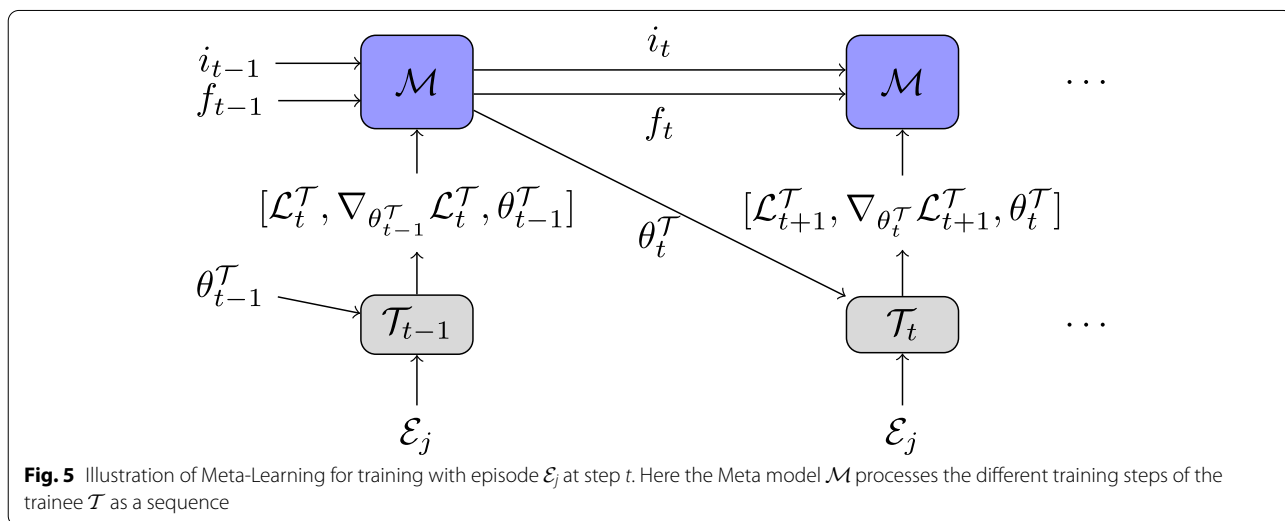 i_{t-1}
f_{t-1}
ℳ
i_t
f_t
ℳ
...
[ℒ_t^𝒯, ∇_{θ_{t-1}^𝒯} ℒ_t^𝒯, θ_{t-1}^𝒯]
θ_t^𝒯
[ℒ_{t+1}^𝒯, ∇_{θ_t^𝒯} ℒ_{t+1}^𝒯, θ_t^𝒯]
θ_{t-1}^𝒯
𝒯_{t-1}
𝒯_t
...
ℰ_j
ℰ_j
Fig. 5 Illustration of Meta-Learning for training with episode ℰ_j at step t. Here the Meta model ℳ processes the different training steps of the
trainee 𝒯 as a sequence